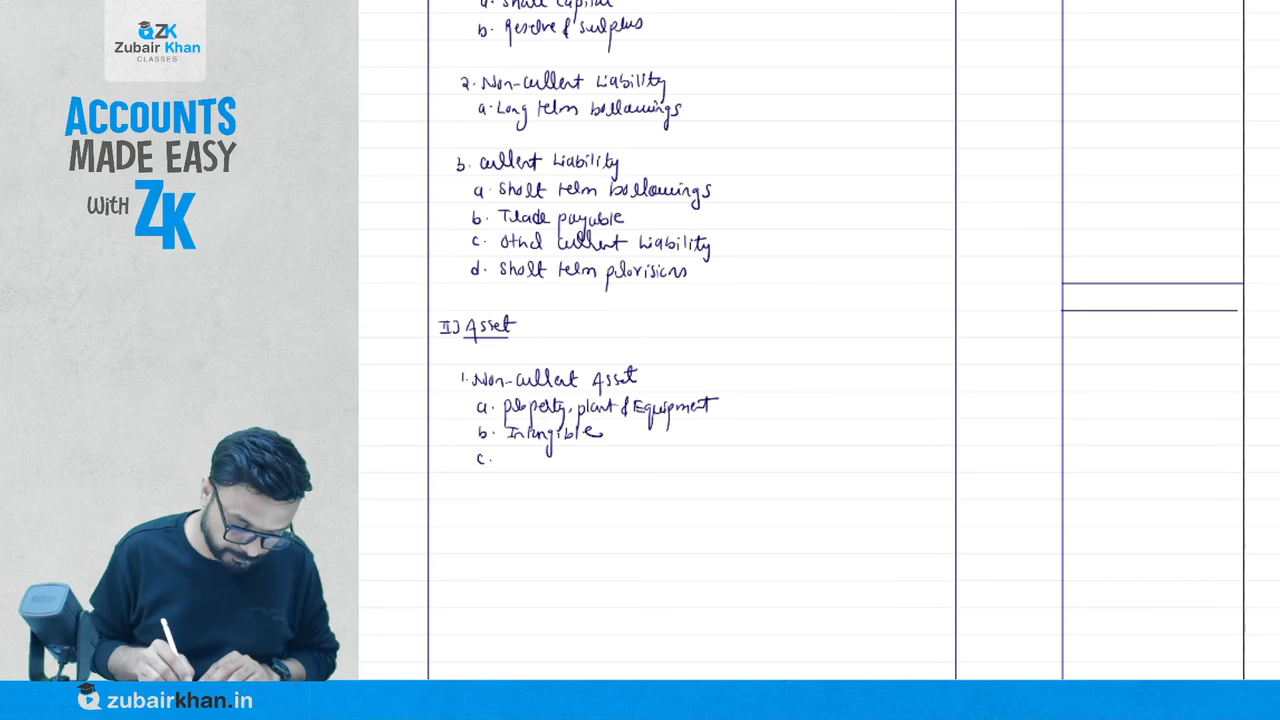 ZK
Zubair Khan
CLASSES
ACCOUNTS
MADE EASY
WITH ZK
a. Share capital
b. Reserve & surplus
2. Non-current Liability
a. Long term borrowings
3. current Liability
a. Short term borrowings
b. Trade payable
c. Other current Liability
d. Short term provisions
II) Asset
1. Non-current Asset
a. Property, plant & Equipment
b. Intangible
c.
zubairkhan.in